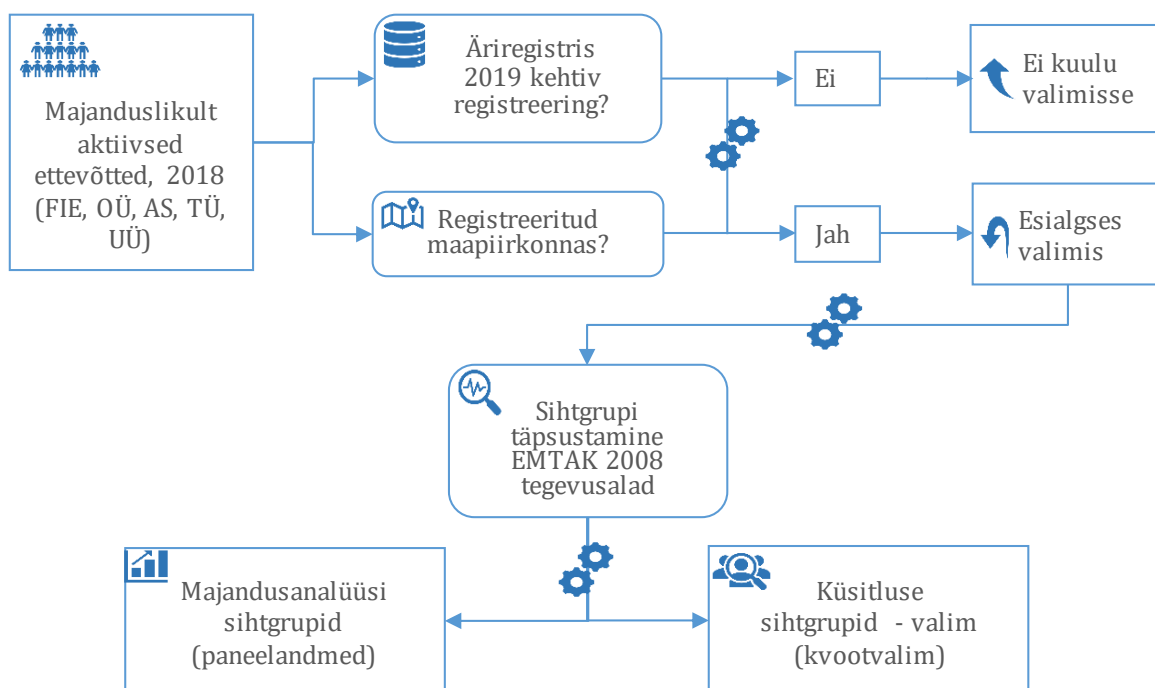 Majanduslikult
aktiivsed
ettevõtted, 2018
(FIE, OÜ, AS, TÜ,
UÜ)
Äriregistris
2019 kehtiv
registreering?
Registreeritud
maapiirkonnas?
Ei
Jah
Ei kuulu
valimisse
Esialgses
valimis
Sihtgrupi
täpsustamine
EMTAK 2008
tegevusalad
Majandusanalüüsi
sihtgrupid
(paneelandmed)
Küsitluse
sihtgrupid - valim
(kvootvalim)